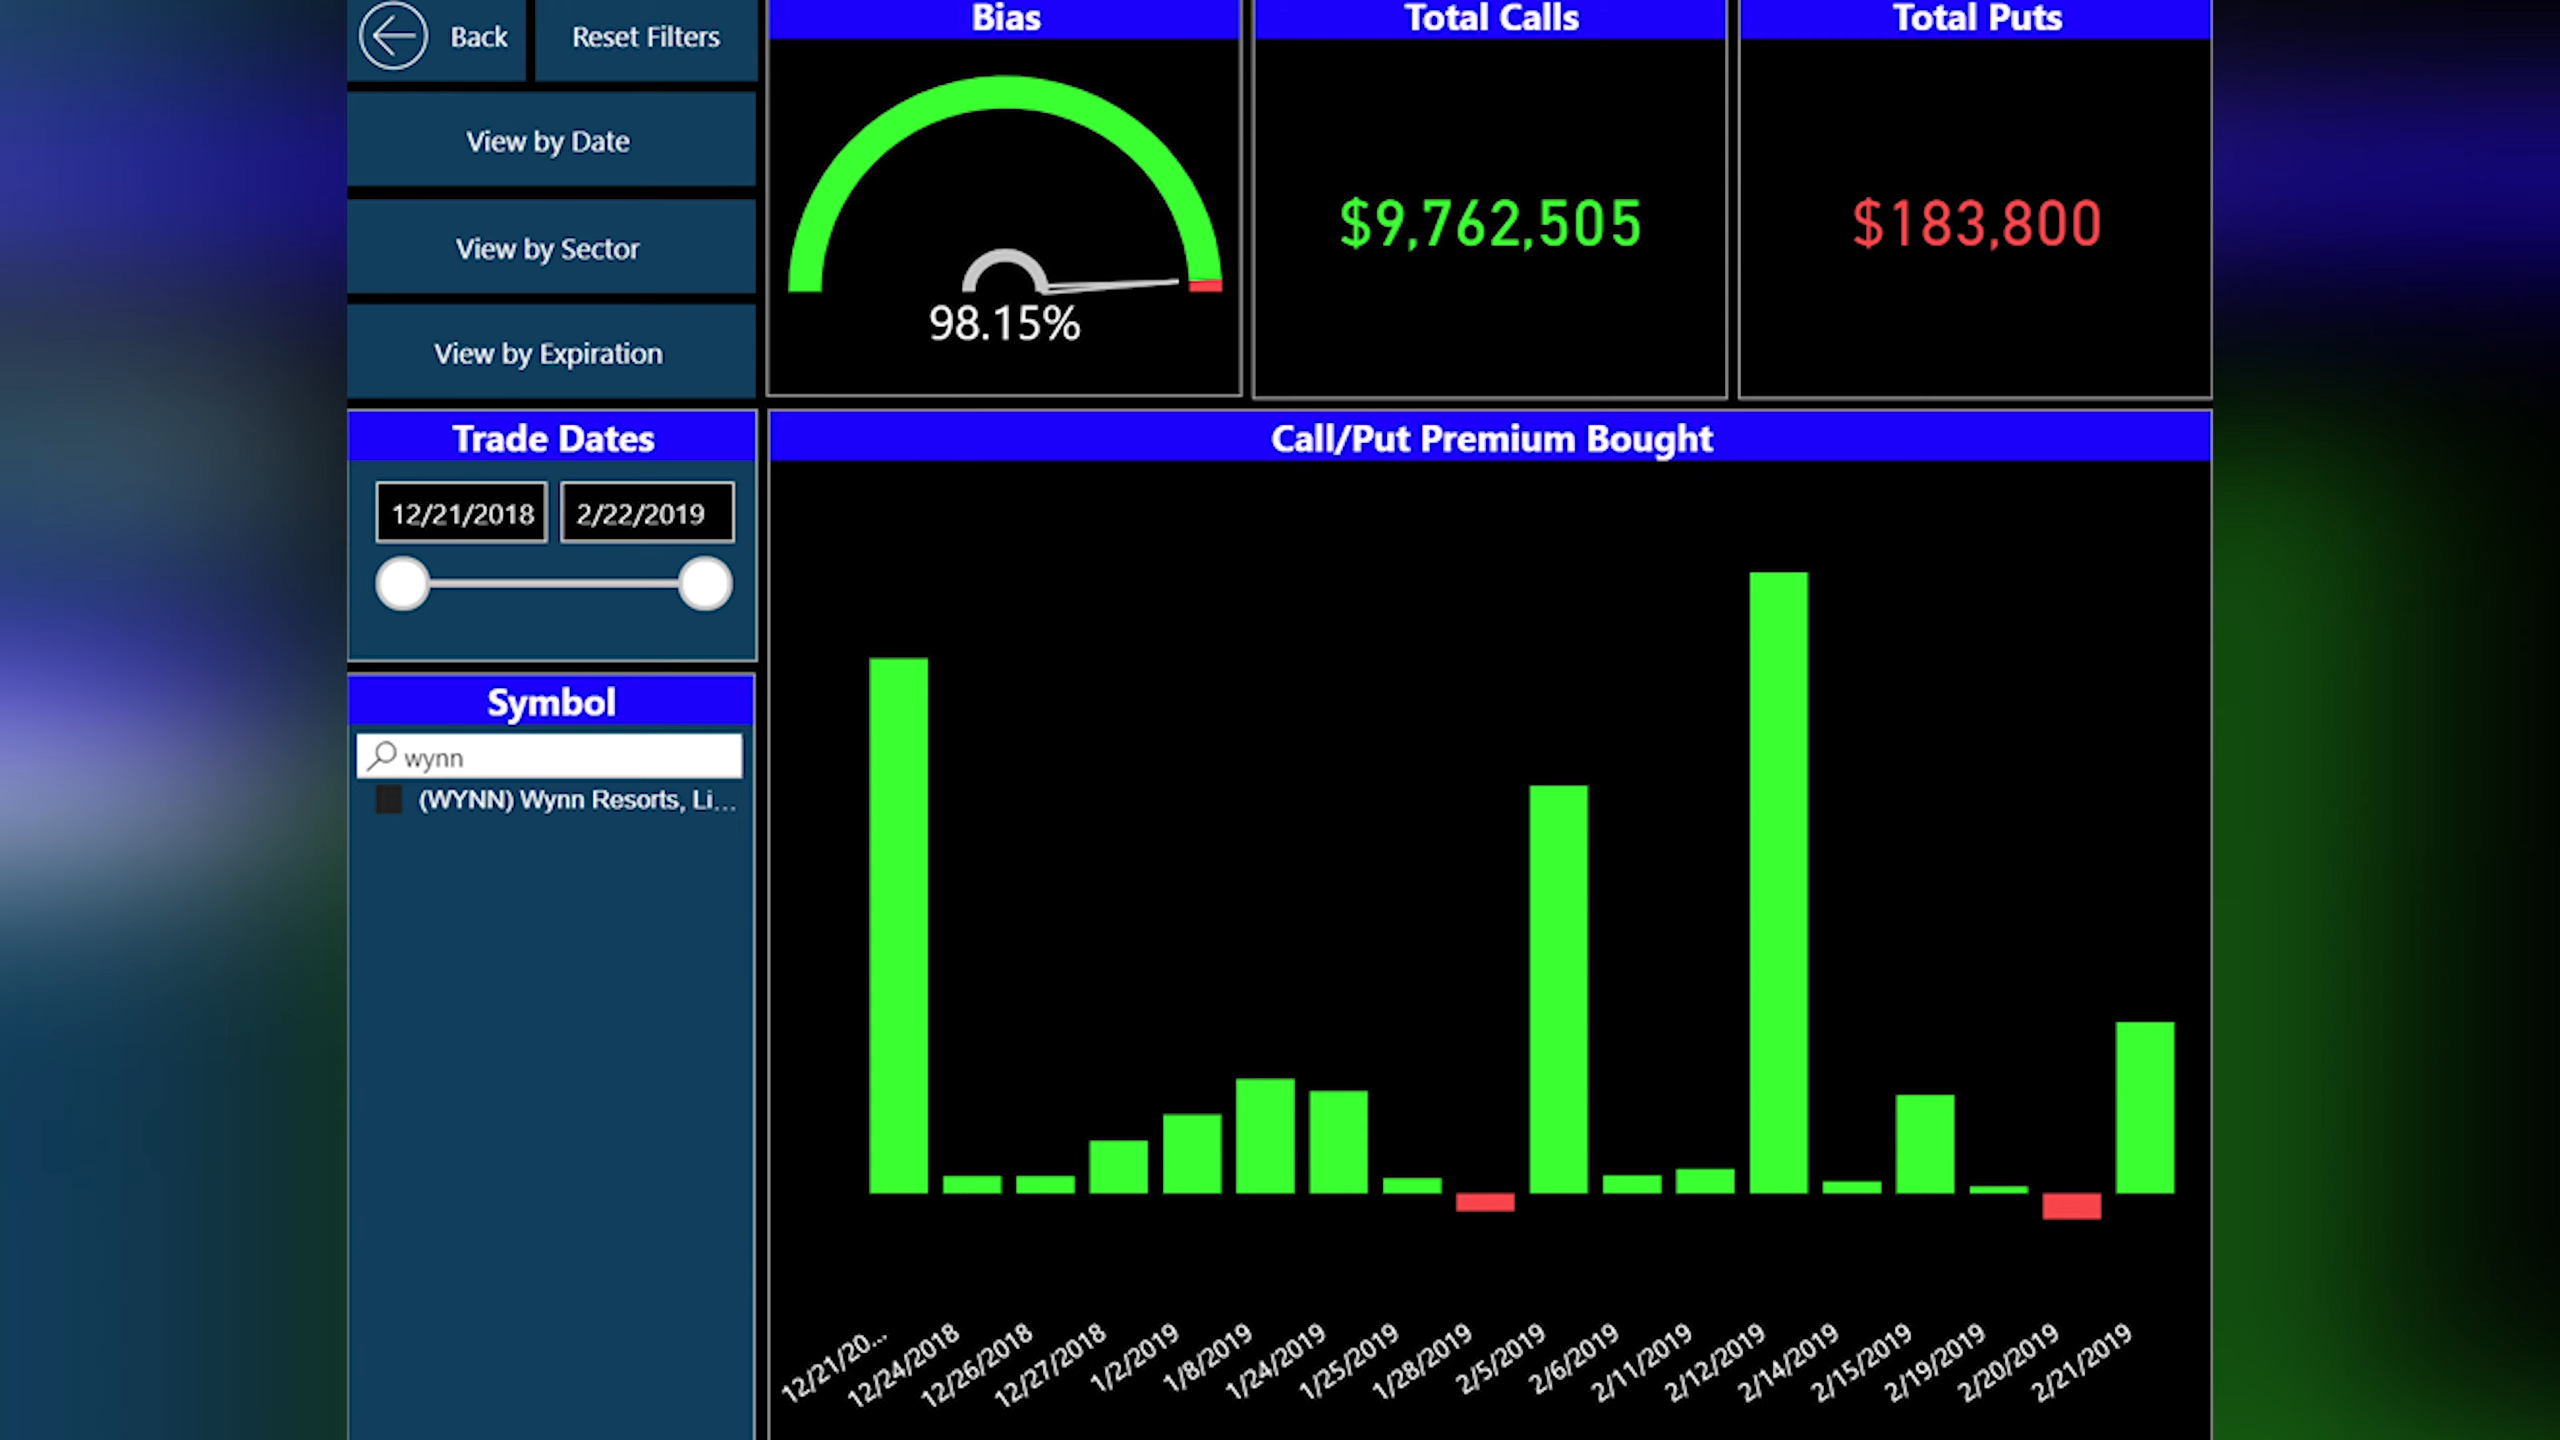 Back
Reset Filters
View by Date
View by Sector
View by Expiration
Bias
98.15%
Total Calls
$9,762,505
Total Puts
$183,800
Trade Dates
12/21/2018
2/22/2019
Symbol
wynn
(WYNN) Wynn Resorts, Li...
Call/Put Premium Bought
12/21/20...
12/24/2018
12/26/2018
12/27/2018
1/2/2019
1/8/2019
1/24/2019
1/25/2019
1/28/2019
2/5/2019
2/6/2019
2/11/2019
2/12/2019
2/14/2019
2/15/2019
2/19/2019
2/20/2019
2/21/2019